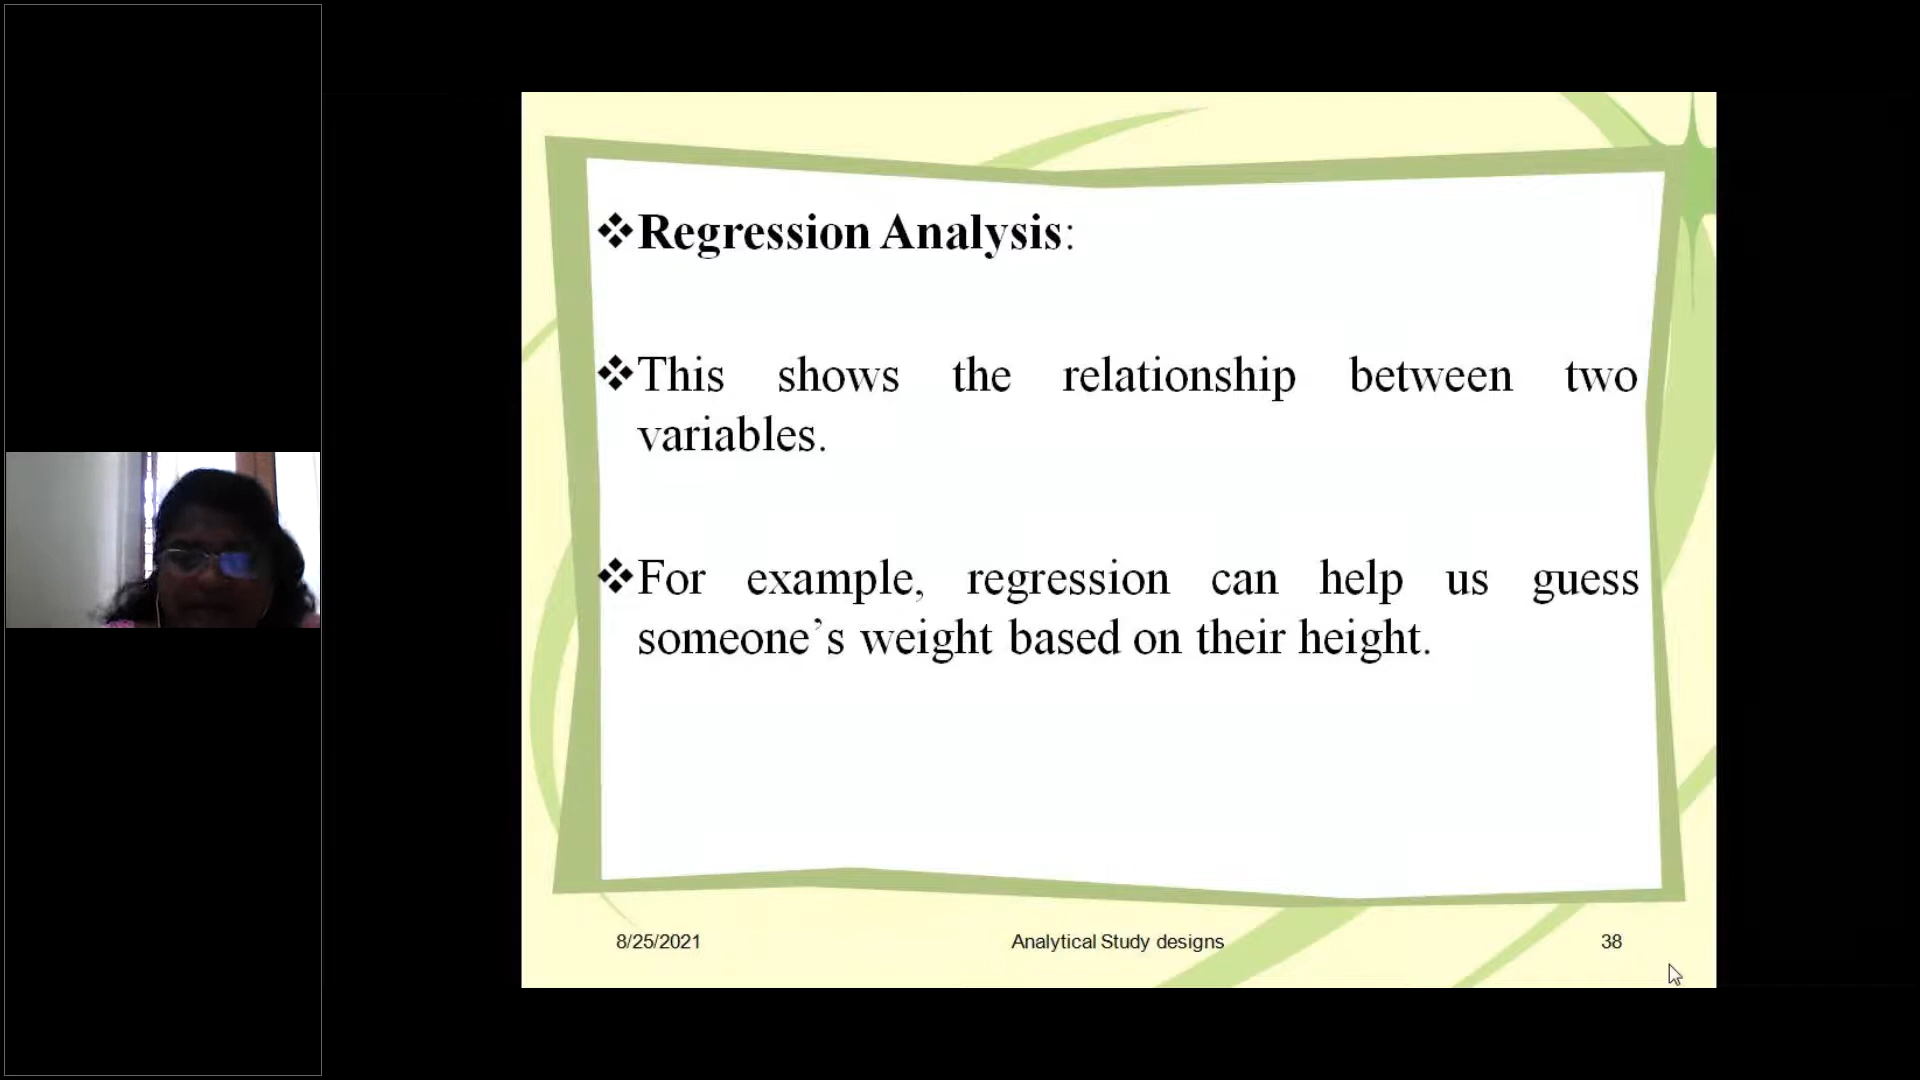 ❖Regression Analysis:
❖This shows the relationship between two
variables.
❖For example, regression can help us guess
someone’s weight based on their height.
8/25/2021 Analytical Study designs 38